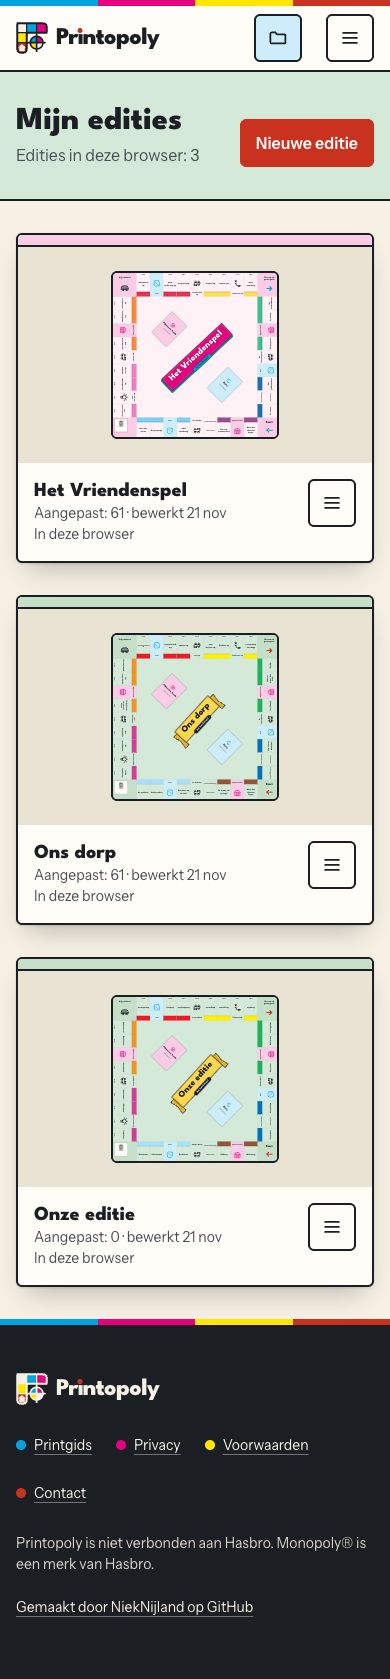 Printopoly
Mijn edities
Edities in deze browser: 3
Nieuwe editie
Het Vriendenspel
Het Vriendenspel
Aangepast: 61 · bewerkt 21 nov
In deze browser
Ons dorp
Ons dorp
Aangepast: 61 · bewerkt 21 nov
In deze browser
Onze editie
Onze editie
Aangepast: 0 · bewerkt 21 nov
In deze browser
Printopoly
Printgids Privacy Voorwaarden
Contact
Printopoly is niet verbonden aan Hasbro. Monopoly® is
een merk van Hasbro.
Gemaakt door NiekNijland op GitHub